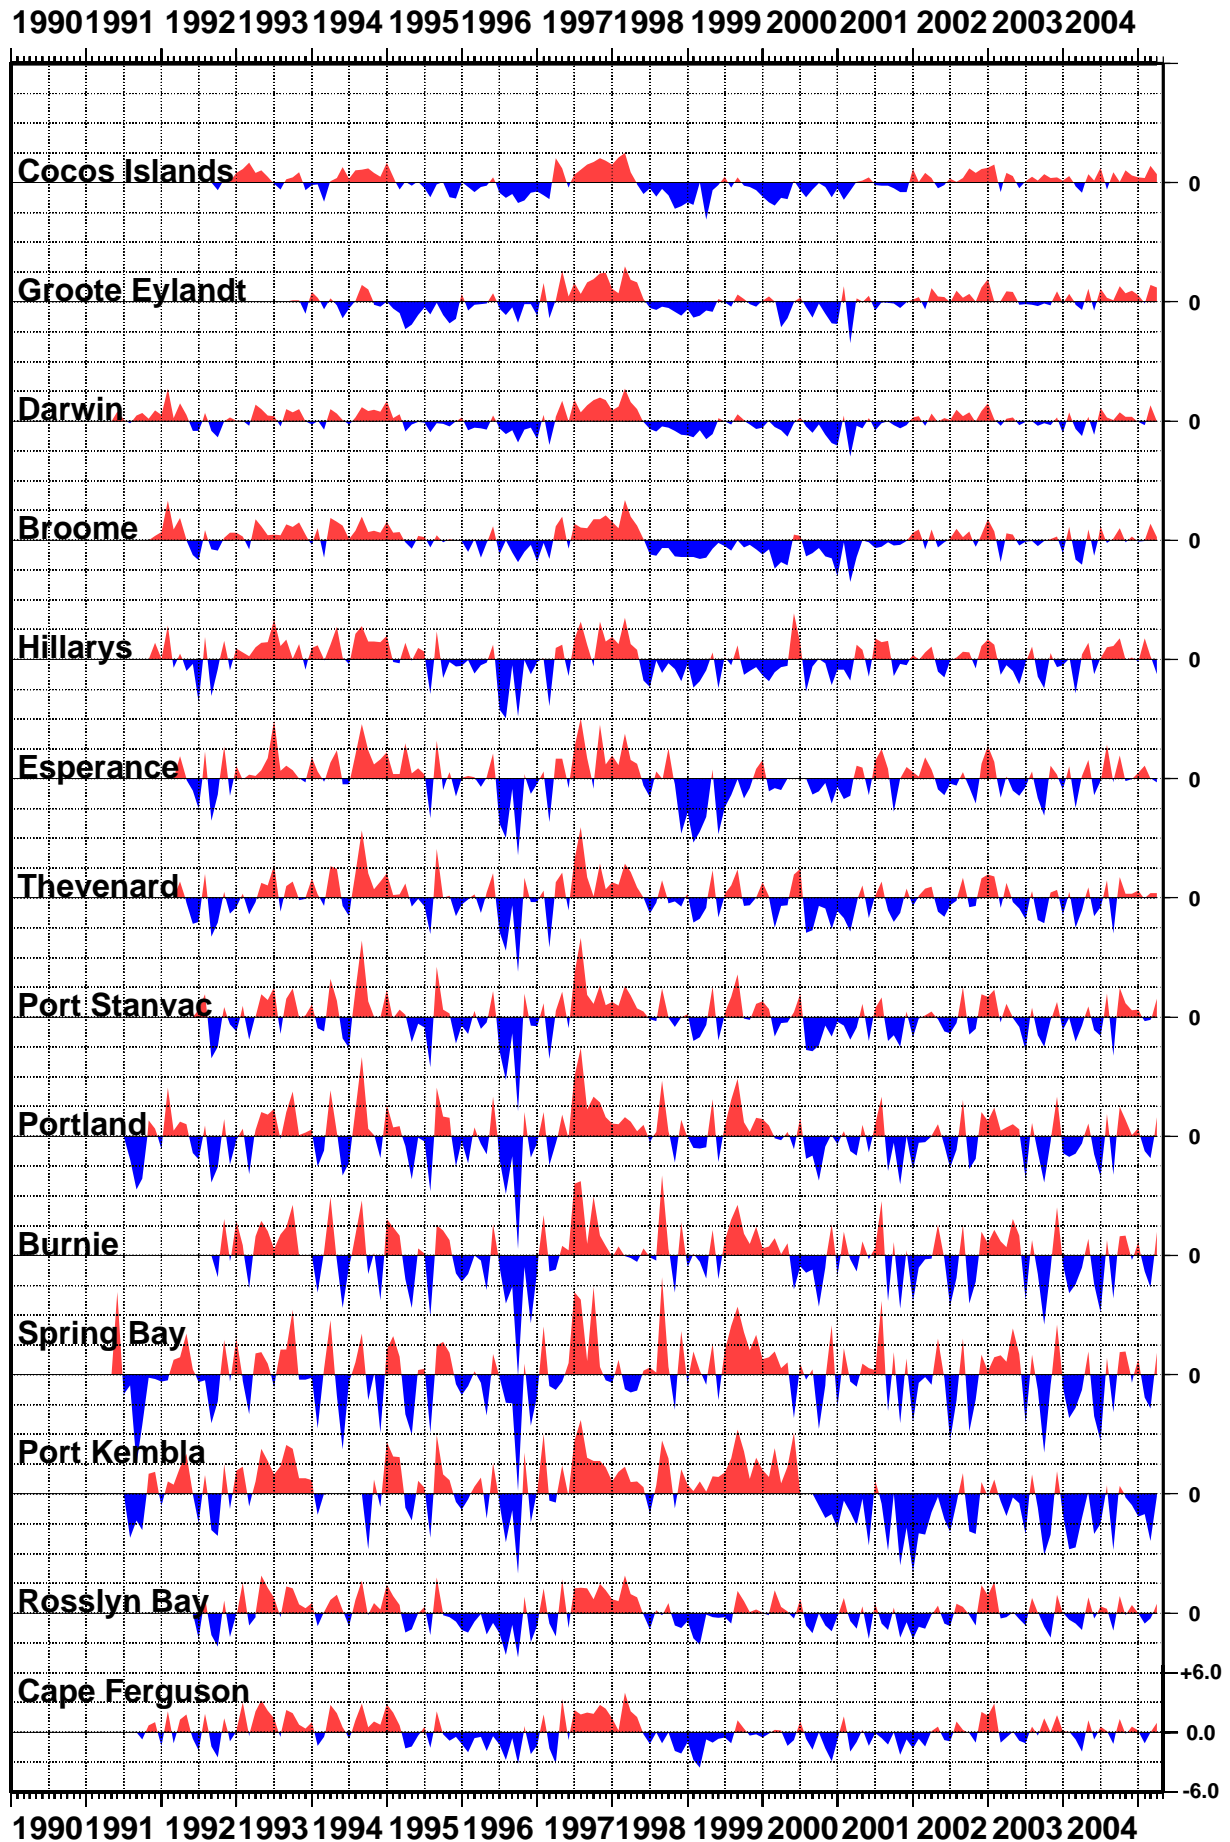 1990 1991 1992 1993 1994 1995 1996 1997 1998 1999 2000 2001 2002 2003 2004
Cocos Islands 0
Groote Eylandt 0
Darwin 0
Broome 0
Hillarys 0
Esperance 0
Thevenard 0
Port Stanvac 0
Portland 0
Burnie 0
Spring Bay 0
Port Kembla 0
Rosslyn Bay 0
+6.0
Cape Ferguson
0.0
-6.0
1990 1991 1992 1993 1994 1995 1996 1997 1998 1999 2000 2001 2002 2003 2004